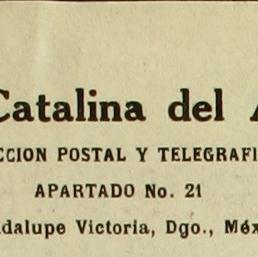 Catalina del A
CCION POSTAL Y TELEGRAFI
APARTADO No. 21
dalupe Victoria, Dgo., Méx